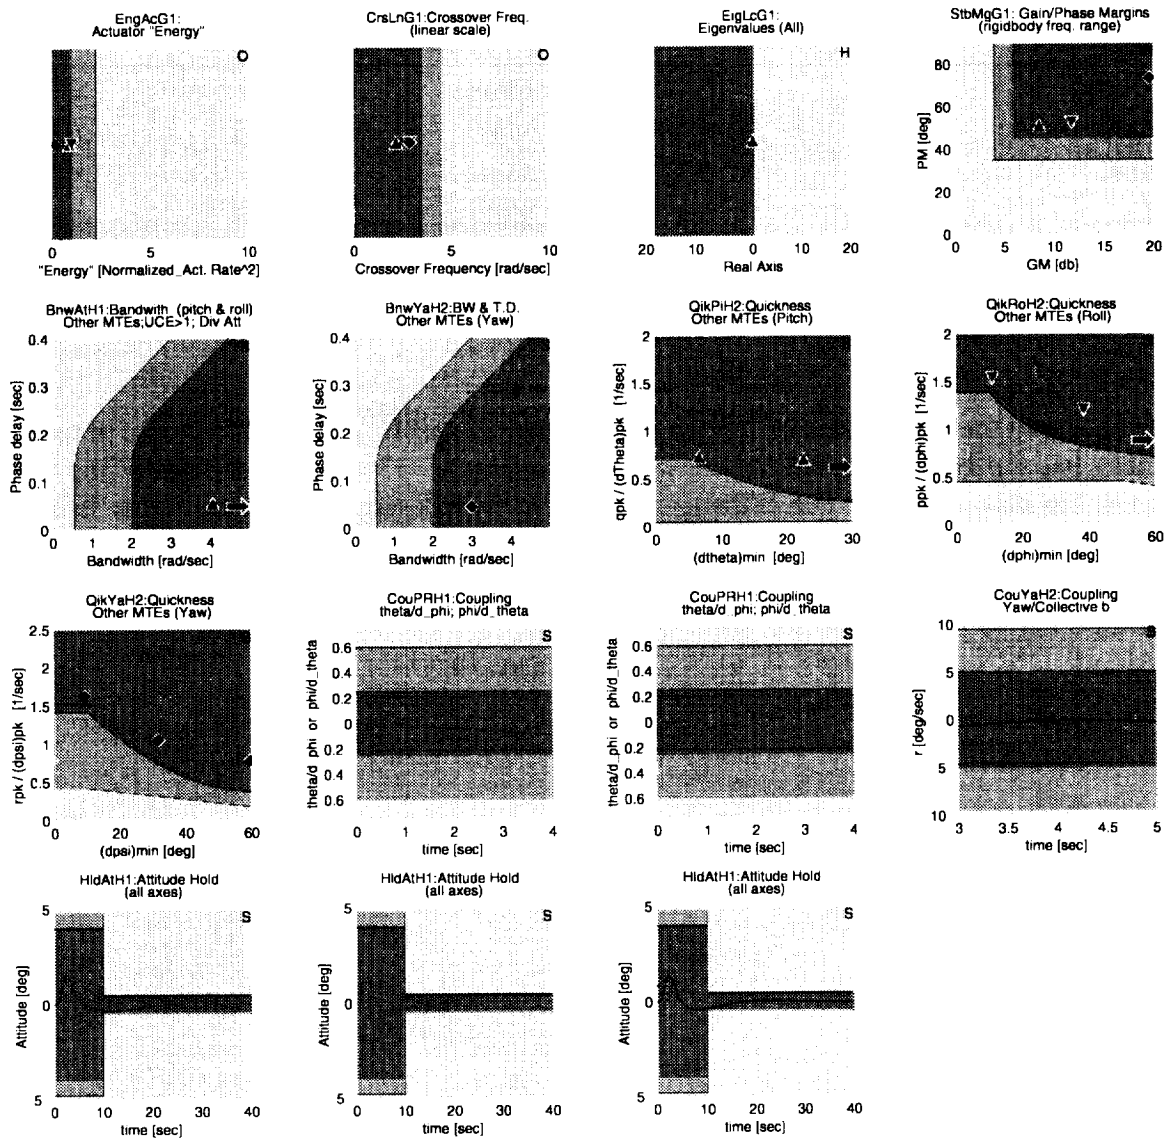 EngAcG1:
Actuator "Energy"
O
0 5 10
"Energy" [Normalized_Act. Rate^2]
CrsLnG1:Crossover Freq.
(linear scale)
O
0 5 10
Crossover Frequency [rad/sec]
EigLcG1:
Eigenvalues (All)
H
20 10 0 10 20
Real Axis
StbMgG1: Gain/Phase Margins
(rigidbody freq. range)
80
60
40
20
0
PM [deg]
0 5 10 15 20
GM [db]
BnwAtH1:Bandwith (pitch & roll)
Other MTEs;UCE>1; Div Att
0.4
0.3
0.2
0.1
0
Phase delay [sec]
0 1 2 3 4
Bandwidth [rad/sec]
BnwYaH2:BW & T.D.
Other MTEs (Yaw)
0.4
0.3
0.2
0.1
0
Phase delay [sec]
0 1 2 3 4
Bandwidth [rad/sec]
QikPiH2:Quickness
Other MTEs (Pitch)
2
1.5
1
0.5
0
qpk / (dTheta)pk [1/sec]
0 10 20 30
(dtheta)min [deg]
QikRoH2:Quickness
Other MTEs (Roll)
2
1.5
1
0.5
0
ppk / (dphi)pk [1/sec]
0 20 40 60
(dphi)min [deg]
QikYaH2:Quickness
Other MTEs (Yaw)
2.5
2
1.5
1
0.5
0
rpk / (dpsi)pk [1/sec]
0 20 40 60
(dpsi)min [deg]
CouPRH1:Coupling
theta/d_phi; phi/d_theta
S
0.6
0.4
0.2
0
0.2
0.4
0.6
theta/d_phi or phi/d_theta
0 1 2 3 4
time [sec]
CouPRH1:Coupling
theta/d_phi; phi/d_theta
S
0.6
0.4
0.2
0
0.2
0.4
0.6
theta/d_phi or phi/d_theta
0 1 2 3 4
time [sec]
CouYaH2:Coupling
Yaw/Collective b
S
10
5
0
5
10
r [deg/sec]
3 3.5 4 4.5 5
time [sec]
HldAtH1:Attitude Hold
(all axes)
S
5
0
5
Attitude [deg]
0 10 20 30 40
time [sec]
HldAtH1:Attitude Hold
(all axes)
S
5
0
5
Attitude [deg]
0 10 20 30 40
time [sec]
HldAtH1:Attitude Hold
(all axes)
S
5
0
5
Attitude [deg]
0 10 20 30 40
time [sec]